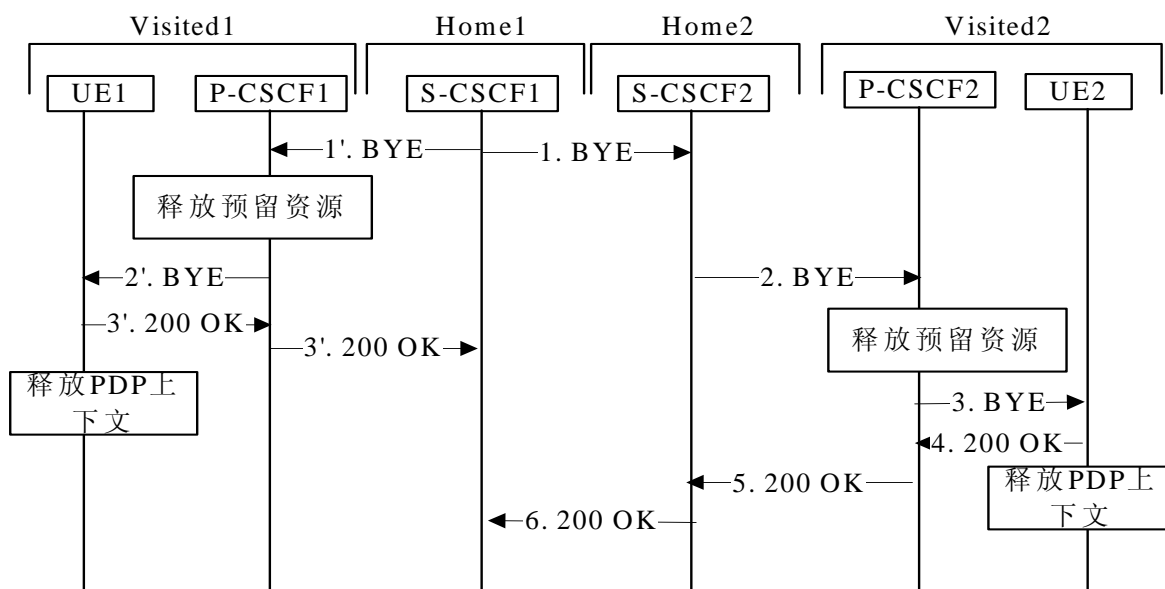 Visited1 Home1 Home2 Visited2
UE1 P-CSCF1 S-CSCF1 S-CSCF2 P-CSCF2 UE2
1'. BYE 1. BYE
释放预留资源
2'. BYE 2. BYE
3'. 200 OK
3'. 200 OK
释放预留资源
释放PDP上
下文
3. BYE
4. 200 OK
5. 200 OK
释放PDP上
下文
6. 200 OK